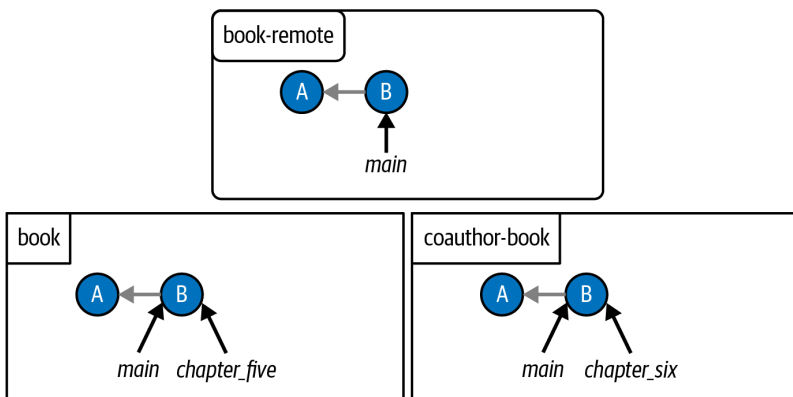 book-remote
A B
main
book
A B
main chapter_five
coauthor-book
A B
main chapter_six